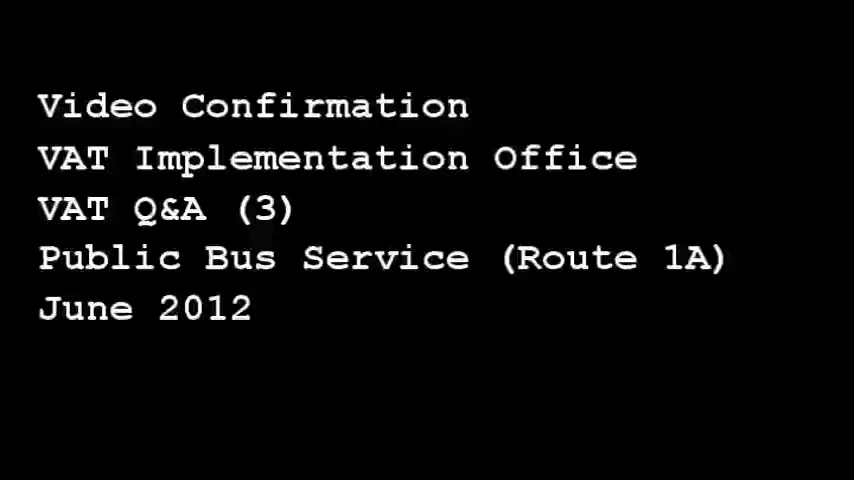 Video Confirmation
VAT Implementation Office
VAT Q&A (3)
Public Bus Service (Route 1A)
June 2012